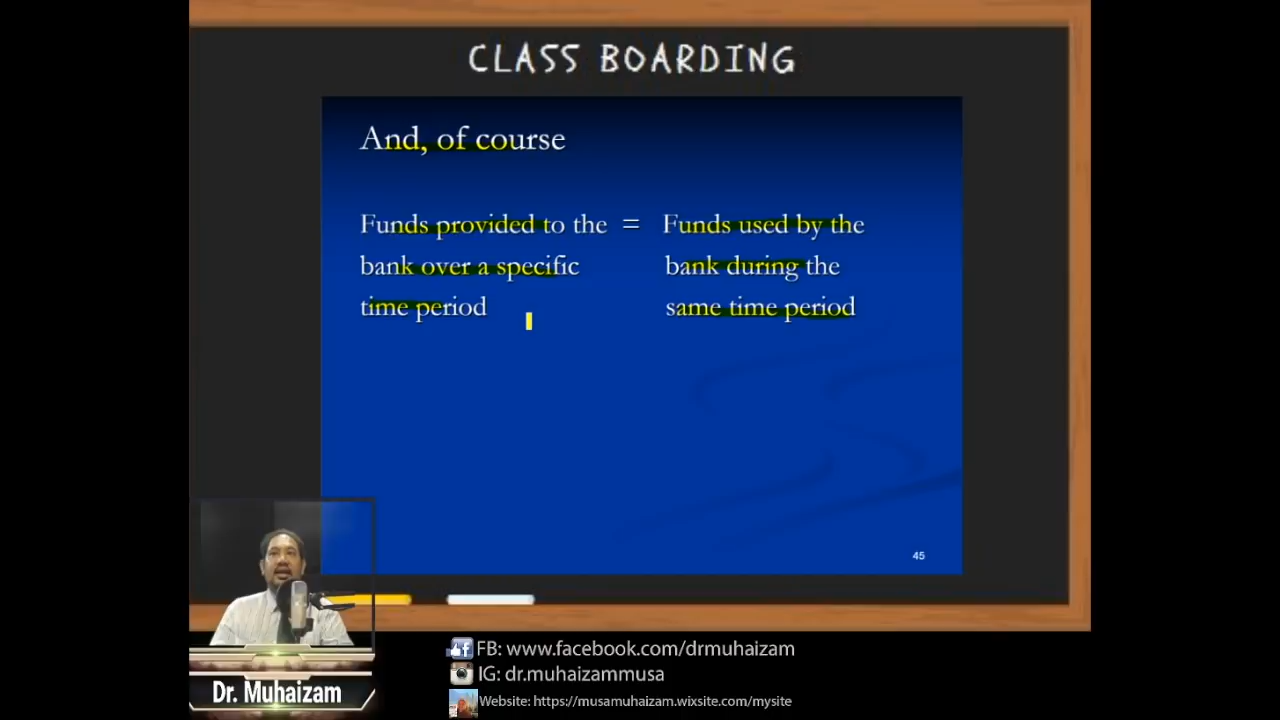 CLASS BOARDING
And, of course
Funds provided to the = Funds used by the
bank over a specific bank during the
time period same time period
45
Dr. Muhaizam
FB: www.facebook.com/drmuhaizam
IG: dr.muhaizammusa
Website: https://musamuhaizam.wixsite.com/mysite